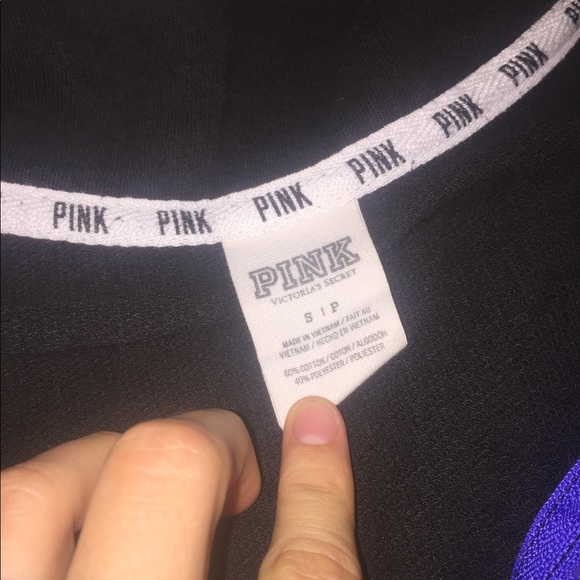 PINK PINK PINK PINK PINK PINK
PINK
VICTORIA'S SECRET
S | P
MADE IN VIETNAM / FAIT AU
VIETNAM / HECHO EN VIETNAM
60% COTTON / COTON / ALGODÓN
40% POLYESTER / POLIÉSTER